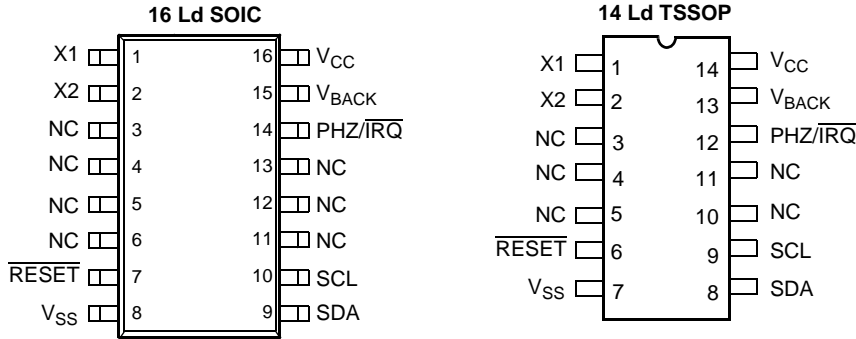 16 Ld SOIC
X1 1 16 VCC
X2 2 15 VBACK
NC 3 14 PHZ/IRQ
NC 4 13 NC
NC 5 12 NC
NC 6 11 NC
RESET 7 10 SCL
VSS 8 9 SDA
14 Ld TSSOP
X1 1 14 VCC
X2 2 13 VBACK
NC 3 12 PHZ/IRQ
NC 4 11 NC
NC 5 10 NC
RESET 6 9 SCL
VSS 7 8 SDA